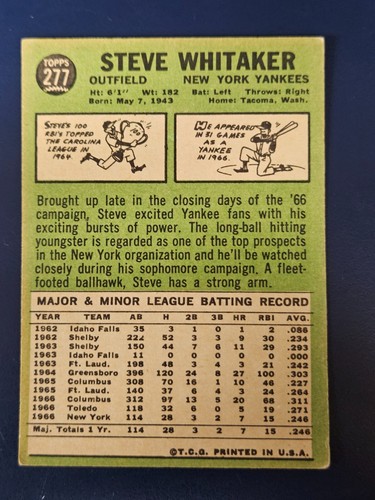 TOPPS
277
STEVE WHITAKER
OUTFIELD NEW YORK YANKEES
Ht: 6'1" Wt: 182 Bat: Left Throws: Right
Born: May 7, 1943 Home: Tacoma, Wash.
STEVE'S 100
RBI'S TOPPED
THE CAROLINA
LEAGUE IN
1964.
HE APPEARED
IN 31 GAMES
AS A
YANKEE
IN 1966.
Brought up late in the closing days of the '66
campaign, Steve excited Yankee fans with his
exciting bursts of power. The long-ball hitting
youngster is regarded as one of the top prospects
in the New York organization and he'll be watched
closely during his sophomore campaign. A fleet-
footed ballhawk, Steve has a strong arm.
MAJOR & MINOR LEAGUE BATTING RECORD
YEAR TEAM AB H 2B 3B HR RBI AVG.
1962 Idaho Falls 35 3 1 0 1 2 .086
1962 Shelby 222 52 3 3 9 30 .234
1963 Shelby 150 44 7 6 11 29 .293
1963 Idaho Falls 11 0 0 0 0 0 .000
1963 Ft. Laud. 198 48 3 4 3 21 .242
1964 Greensboro 396 120 24 8 27 100 .303
1965 Columbus 308 70 16 1 10 46 .227
1965 Ft. Laud. 140 37 6 4 3 24 .264
1966 Columbus 312 97 13 5 20 68 .311
1966 Toledo 118 32 6 0 5 19 .271
1966 New York 114 28 3 2 7 15 .246
Maj. Totals 1 Yr. 114 28 3 2 7 15 .246
©T.C.G. PRINTED IN U.S.A.